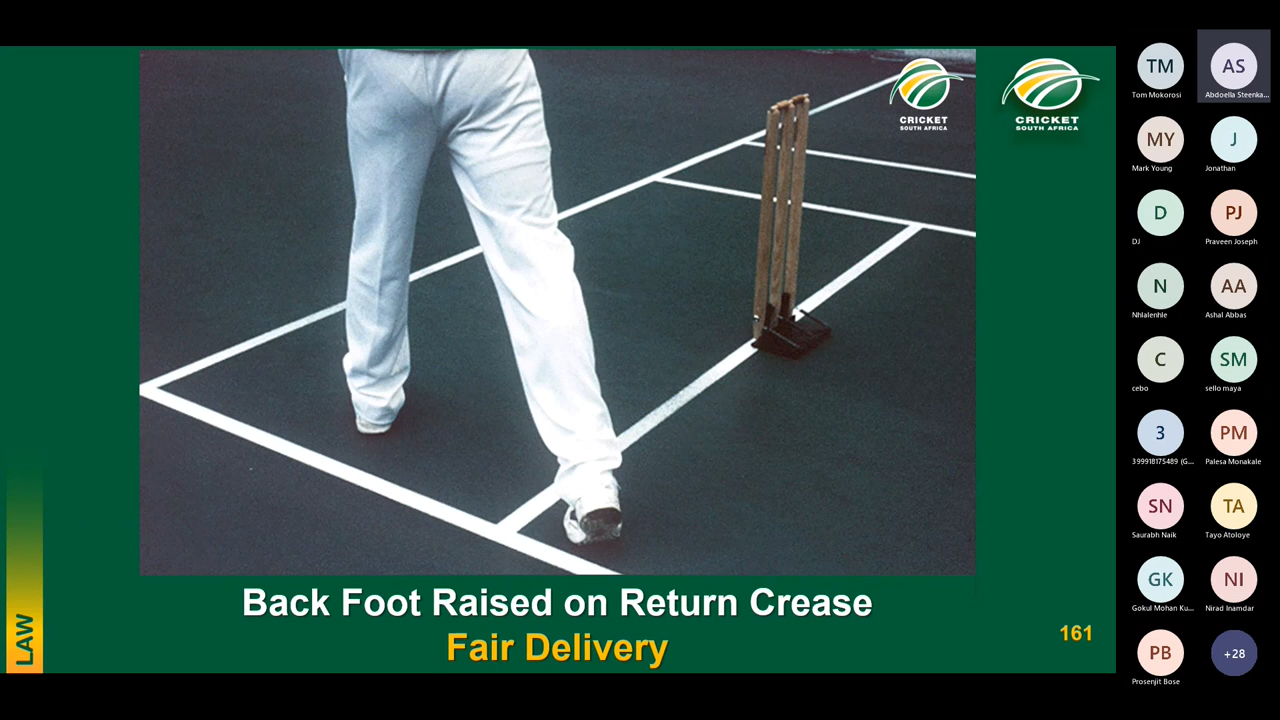 CRICKET
SOUTH AFRICA
CRICKET
SOUTH AFRICA
Back Foot Raised on Return Crease
Fair Delivery
161
LAW
TM
Tom Mokorosi
AS
Abdoella Steenka...
MY
Mark Young
J
Jonathan
D
DJ
PJ
Praveen Joseph
N
Nhlalenhle
AA
Ashal Abbas
C
cebo
SM
sello maya
3
399918175489 (G...
PM
Palesa Monakale
SN
Saurabh Naik
TA
Tayo Atoloye
GK
Gokul Mohan Ku...
NI
Nirad Inamdar
PB
Prosenjit Bose
+28